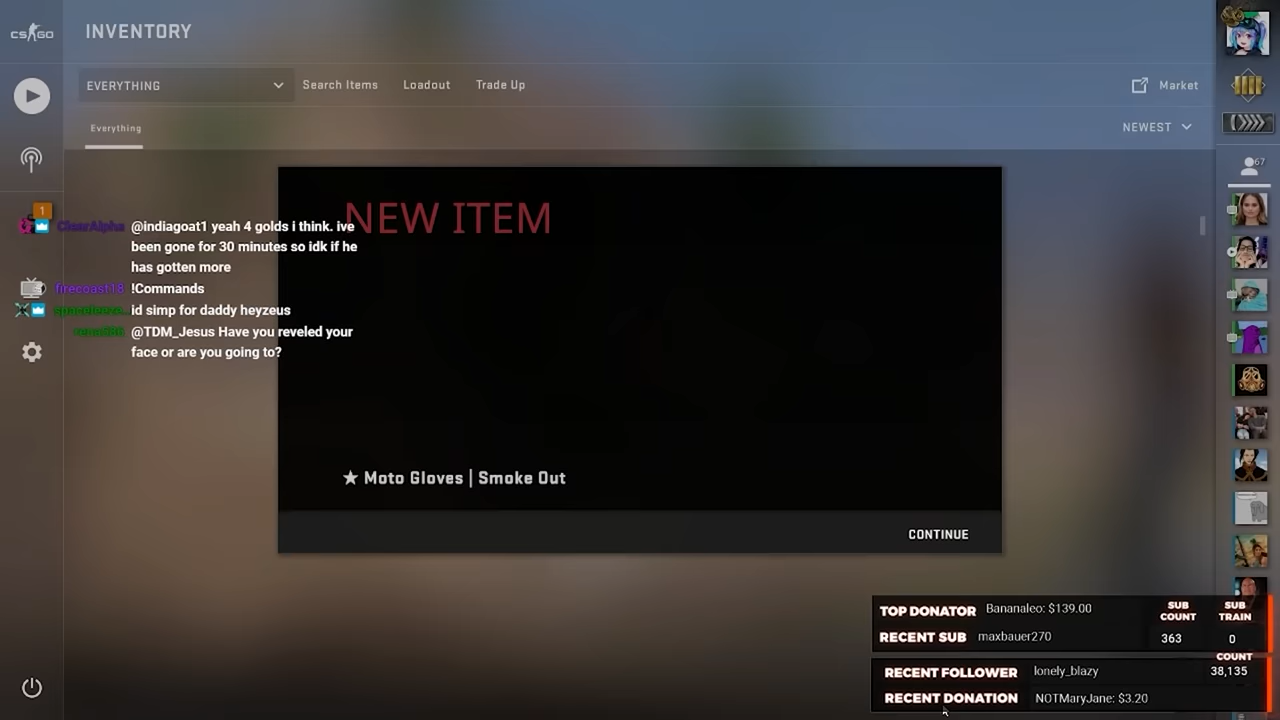 CS GO
INVENTORY
EVERYTHING
Search Items
Loadout
Trade Up
Market
Everything
NEWEST
67
1
NEW ITEM
ClearAlpha @indiagoat1 yeah 4 golds i think. ive
been gone for 30 minutes so idk if he
has gotten more
firecoast18 !Commands
id simp for daddy heyzeus
@TDM_Jesus Have you reveled your
face or are you going to?
★ Moto Gloves | Smoke Out
CONTINUE
TOP DONATOR Bananaleo: $139.00
RECENT SUB maxbauer270
SUB
COUNT
363
SUB
TRAIN
0
RECENT FOLLOWER lonely_blazy
COUNT
38,135
RECENT DONATION NOTMaryJane: $3.20